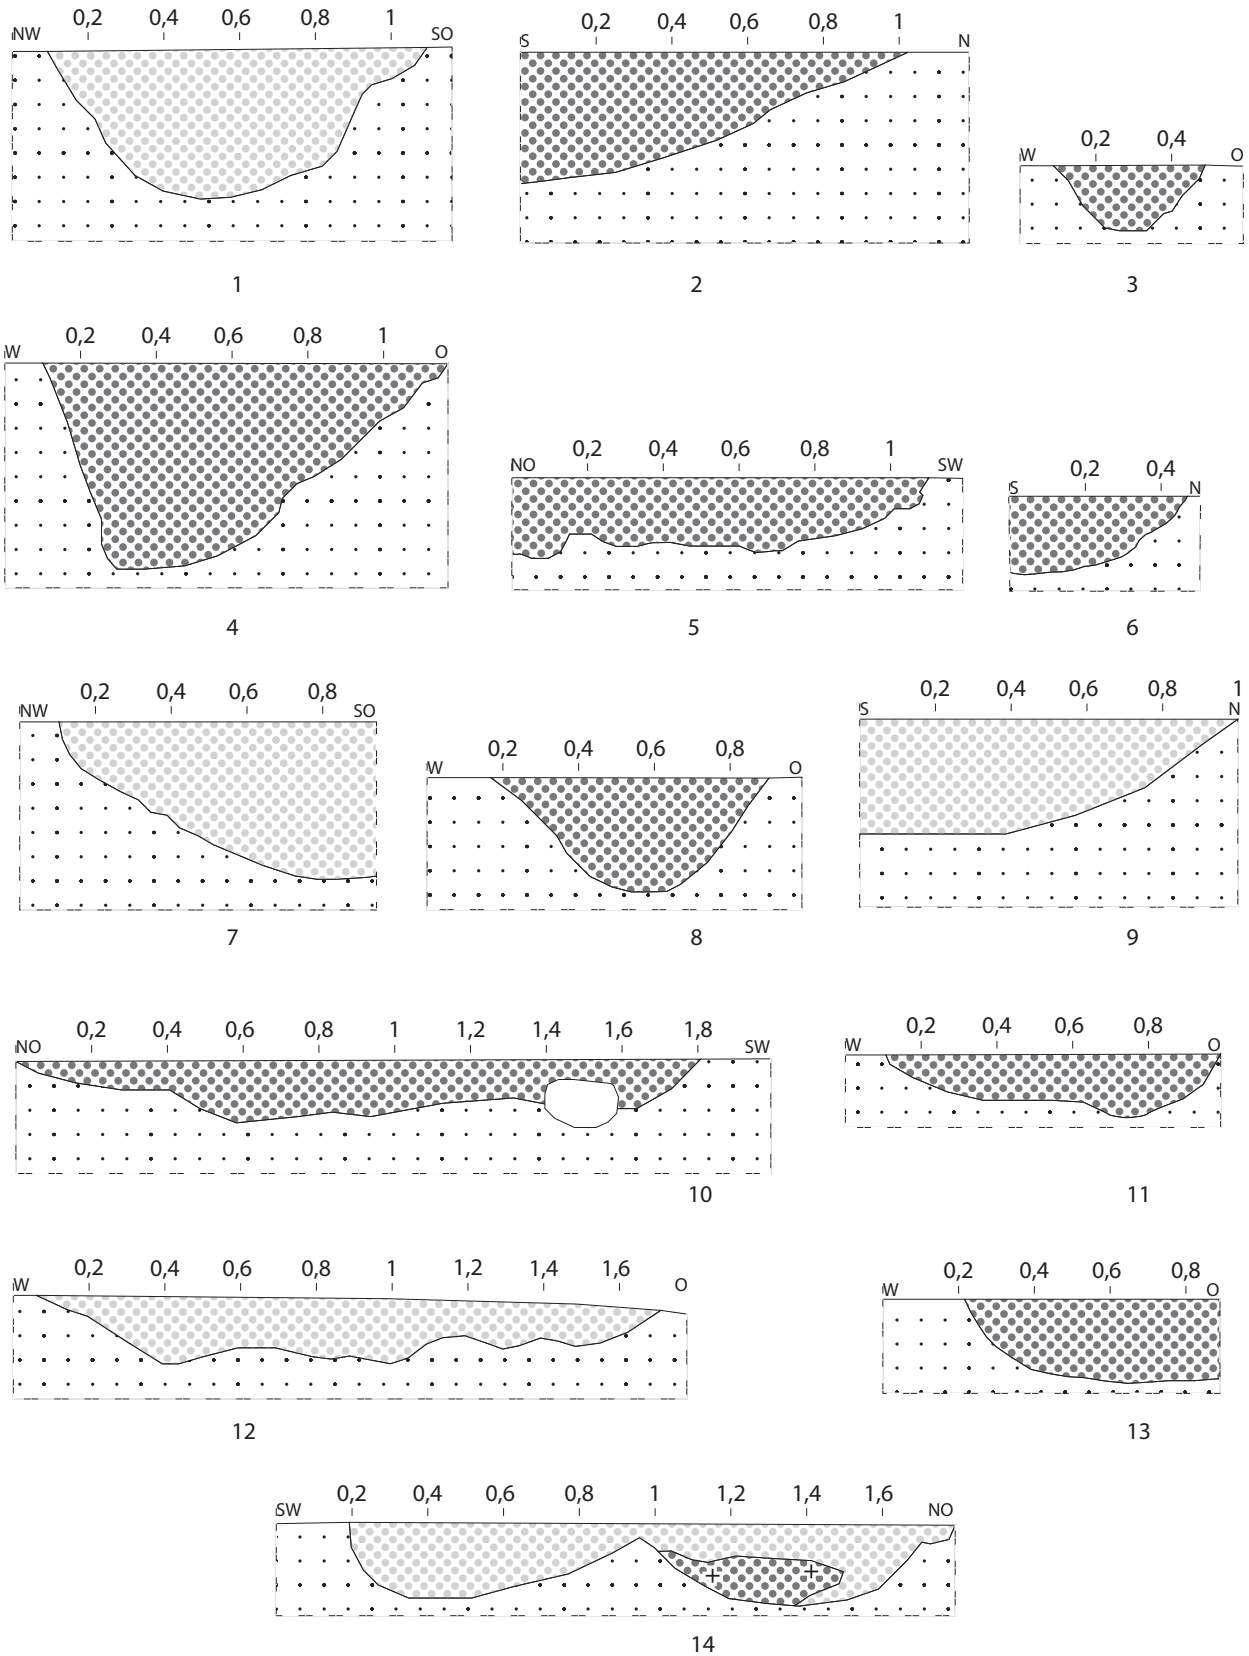 0,2 0,4 0,6 0,8 1
NW SO
1
0,2 0,4 0,6 0,8 1
S N
2
0,2 0,4
W O
3
0,2 0,4 0,6 0,8 1
W O
4
0,2 0,4 0,6 0,8 1
NO SW
5
0,2 0,4
S N
6
0,2 0,4 0,6 0,8
NW SO
7
0,2 0,4 0,6 0,8
W O
8
0,2 0,4 0,6 0,8 1
S N
9
0,2 0,4 0,6 0,8 1 1,2 1,4 1,6 1,8
NO SW
10
0,2 0,4 0,6 0,8
W O
11
0,2 0,4 0,6 0,8 1 1,2 1,4 1,6
W O
12
0,2 0,4 0,6 0,8
W O
13
0,2 0,4 0,6 0,8 1 1,2 1,4 1,6
SW NO
+ +
14